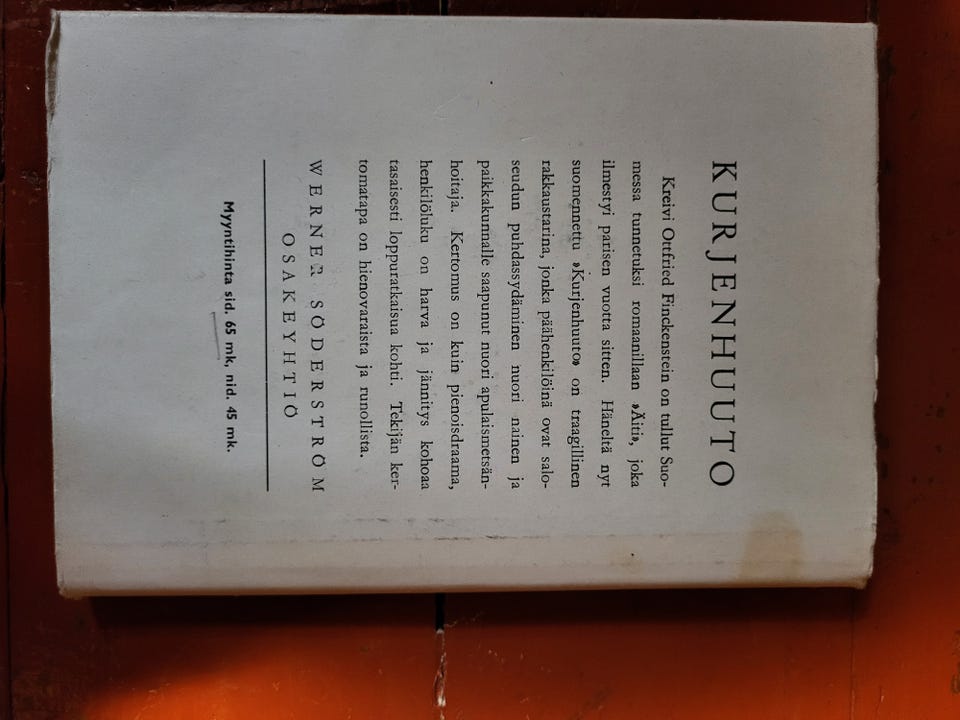 KURJENHUUTO
Kreivi Ottfried Finckenstein on tullut Suo-
messa tunnetuksi romaanillaan »Äiti», joka
ilmestyi parisen vuotta sitten. Häneltä nyt
suomennettu »Kurjenhuuto» on traagillinen
rakkaustarina, jonka päähenkilöinä ovat salo-
seudun puhdassydäminen nuori nainen ja
paikkakunnalle saapunut nuori apulaismetsän-
hoitaja. Kertomus on kuin pienoisdraama,
henkilöluku on harva ja jännitys kohoaa
tasaisesti loppuratkaisua kohti. Tekijän ker-
tomatapa on hienovaraista ja runollista.
WERNER SÖDERSTRÖM
OSAKEYHTIÖ
Myyntihinta sid. 65 mk, nid. 45 mk.